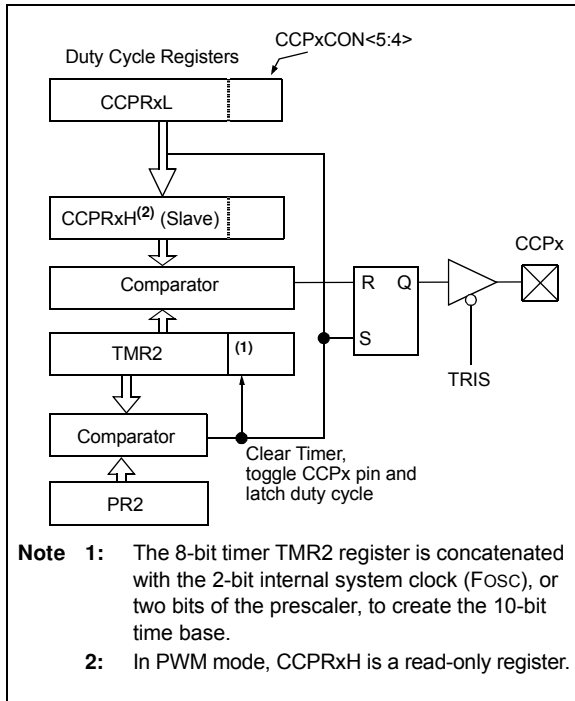 CCPxCON<5:4>
Duty Cycle Registers
CCPRxL
CCPRxH(2) (Slave)
CCPx
Comparator
R Q
S
TMR2
(1)
TRIS
Comparator
Clear Timer,
toggle CCPx pin and
latch duty cycle
PR2
Note 1: The 8-bit timer TMR2 register is concatenated
with the 2-bit internal system clock (FOSC), or
two bits of the prescaler, to create the 10-bit
time base.
2: In PWM mode, CCPRxH is a read-only register.